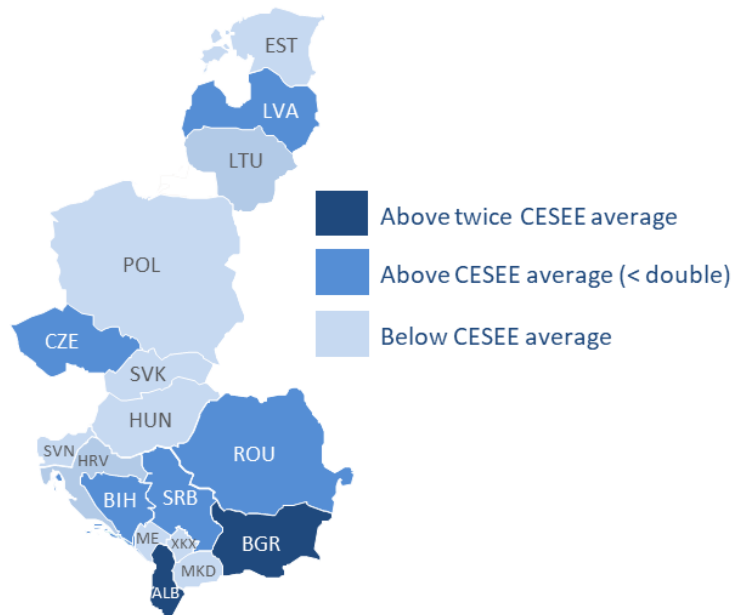 EST
LVA
LTU
Above twice CESEE average
POL
Above CESEE average (< double)
CZE
Below CESEE average
SVK
HUN
SVN
HRV
ROU
BIH
SRB
ME
XKX
BGR
MKD
ALB